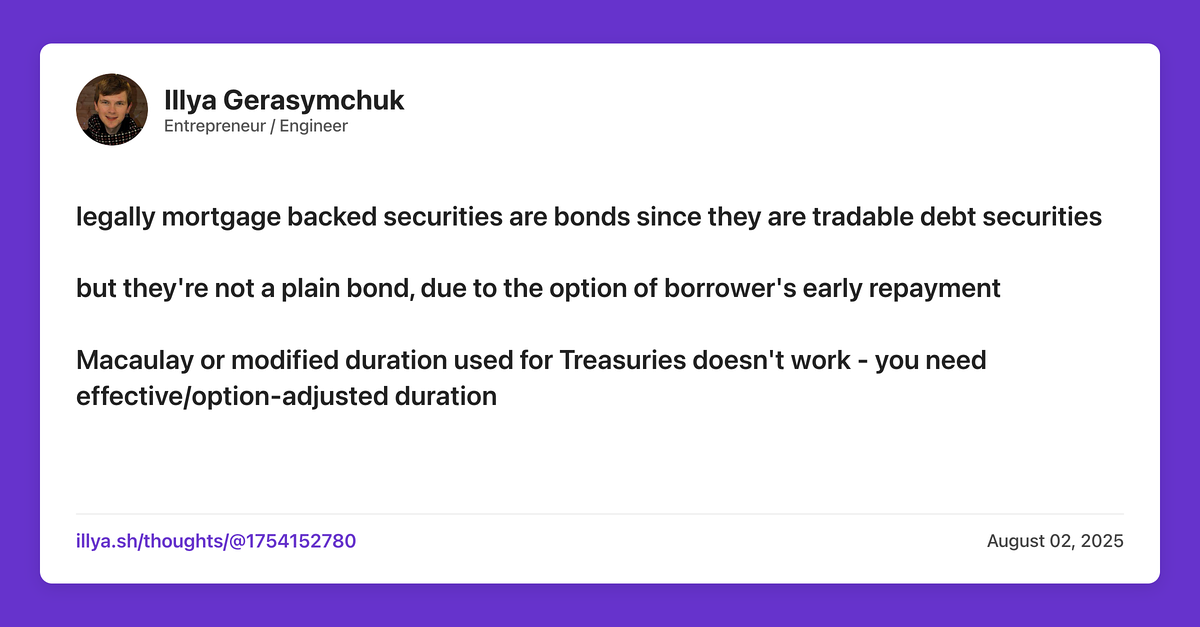 Illya Gerasymchuk
Entrepreneur / Engineer
legally mortgage backed securities are bonds since they are tradable debt securities
but they're not a plain bond, due to the option of borrower's early repayment
Macaulay or modified duration used for Treasuries doesn't work - you need
effective/option-adjusted duration
illya.sh/thoughts/@1754152780
August 02, 2025